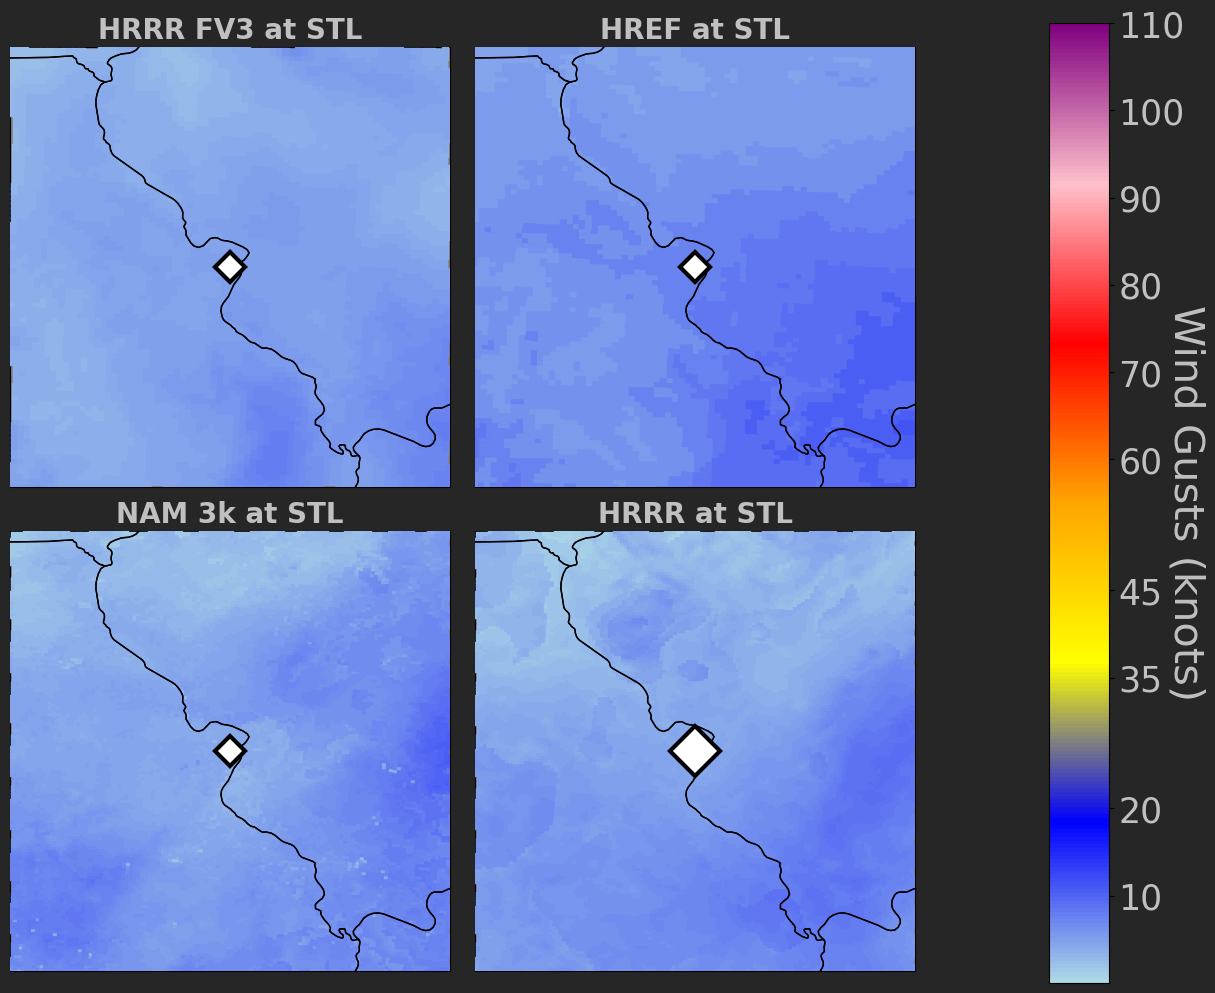 HRRR FV3 at STL
HREF at STL
NAM 3k at STL
HRRR at STL
110
100
90
80
70
60
45
35
20
10
Wind Gusts (knots)